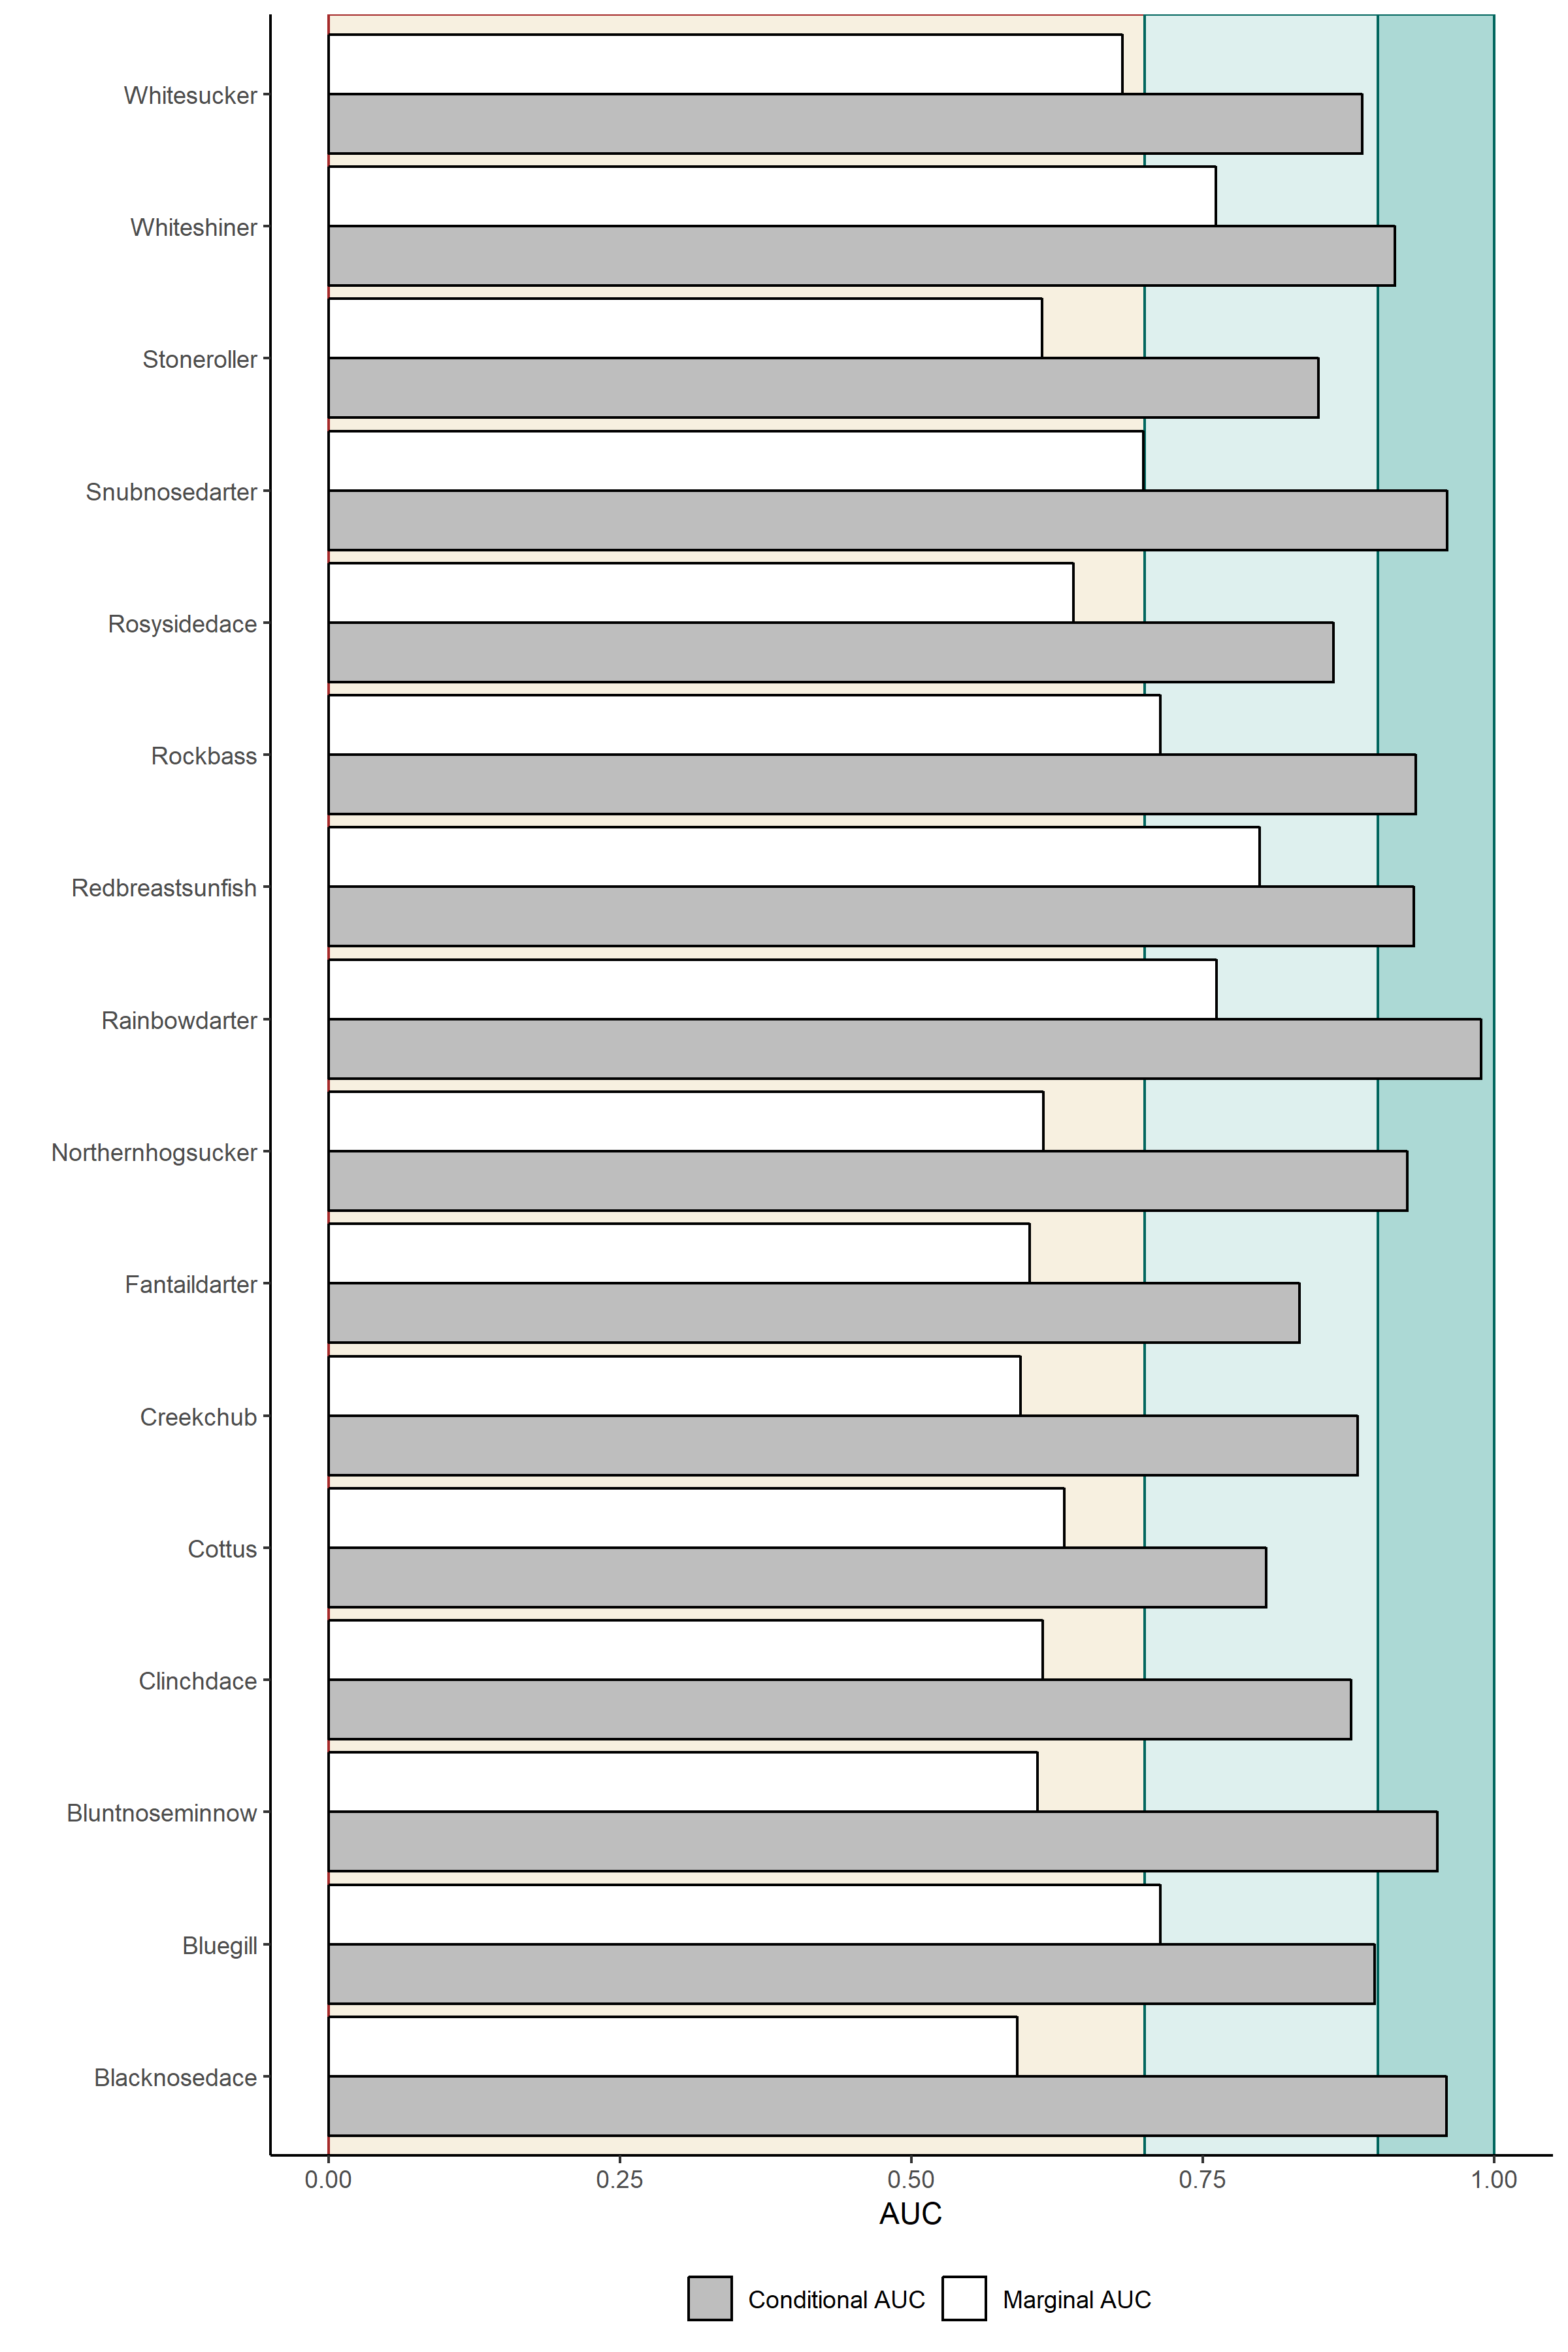 Whitesucker
Whiteshiner
Stoneroller
Snubnosedarter
Rosysidedace
Rockbass
Redbreastsunfish
Rainbowdarter
Northernhogsucker
Fantaildarter
Creekchub
Cottus
Clinchdace
Bluntnoseminnow
Bluegill
Blacknosedace
0.00 0.25 0.50 0.75 1.00
AUC
Conditional AUC Marginal AUC